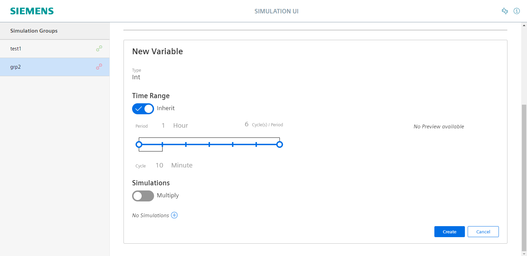 SIEMENS
SIMULATION UI
Simulation Groups
test1
grp2
New Variable
Type
Int
Time Range
Inherit
Period 1 Hour 6 Cycle(s) / Period
No Preview available
Cycle 10 Minute
Simulations
Multiply
No Simulations
Create Cancel